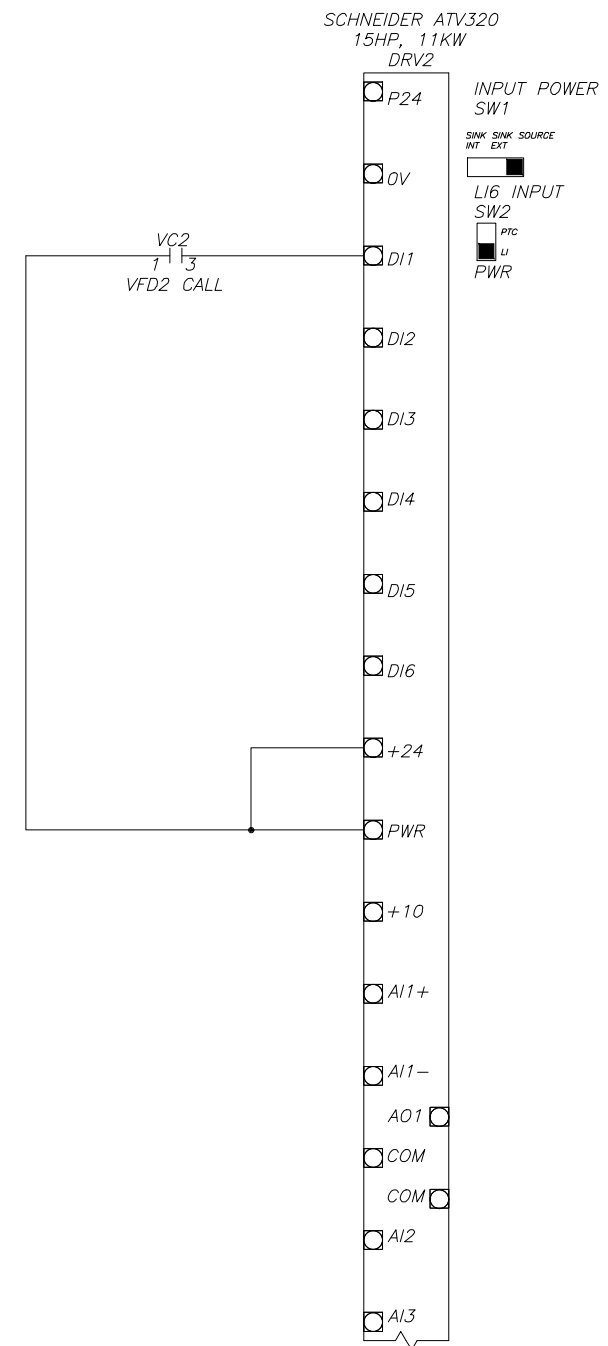 SCHNEIDER ATV320
15HP, 11KW
DRV2
INPUT POWER
SW1
SINK SINK SOURCE
INT EXT
LI6 INPUT
SW2
PTC
LI
PWR
P24
0V
VC2
1 3
VFD2 CALL
DI1
DI2
DI3
DI4
DI5
DI6
+24
PWR
+10
AI1+
AI1-
AO1
COM
COM
AI2
AI3